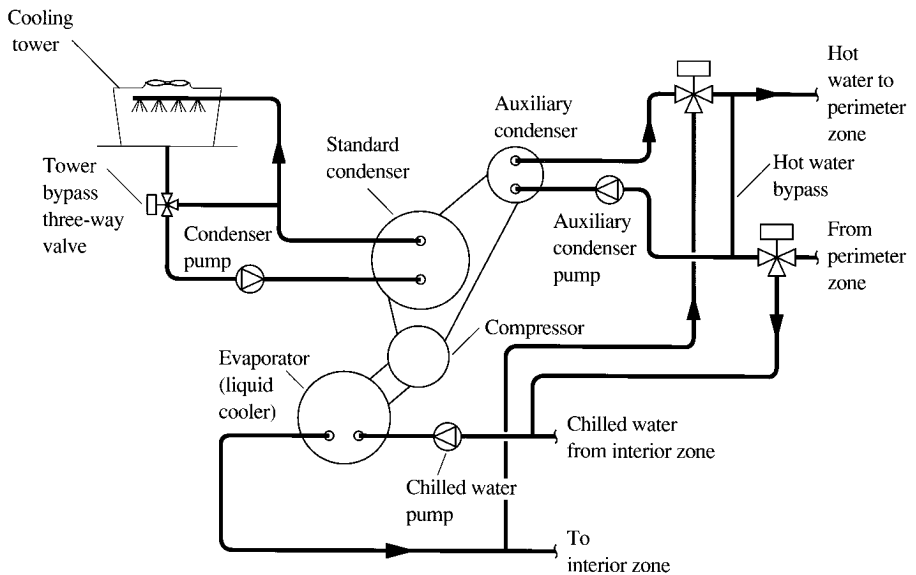 Cooling
tower
Tower
bypass
three-way
valve
Condenser
pump
Standard
condenser
Auxiliary
condenser
Auxiliary
condenser
pump
Hot
water to
perimeter
zone
Hot water
bypass
From
perimeter
zone
Compressor
Evaporator
(liquid
cooler)
Chilled water
pump
Chilled water
from interior zone
To
interior zone